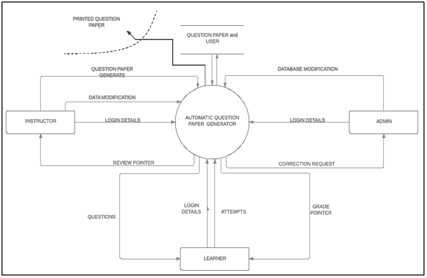 PRINTED QUESTION
PAPER
QUESTION PAPER and
USER
QUESTION PAPER
GENERATE
DATABASE MODIFICATION
DATA MODIFICATION
INSTRUCTOR
LOGIN DETAILS
AUTOMATIC QUESTION
PAPER GENERATOR
LOGIN DETAILS
ADMIN
REVIEW POINTER
CORRECTION REQUEST
QUESTIONS
LOGIN
DETAILS
ATTEMPTS
GRADE
POINTER
LEARNER